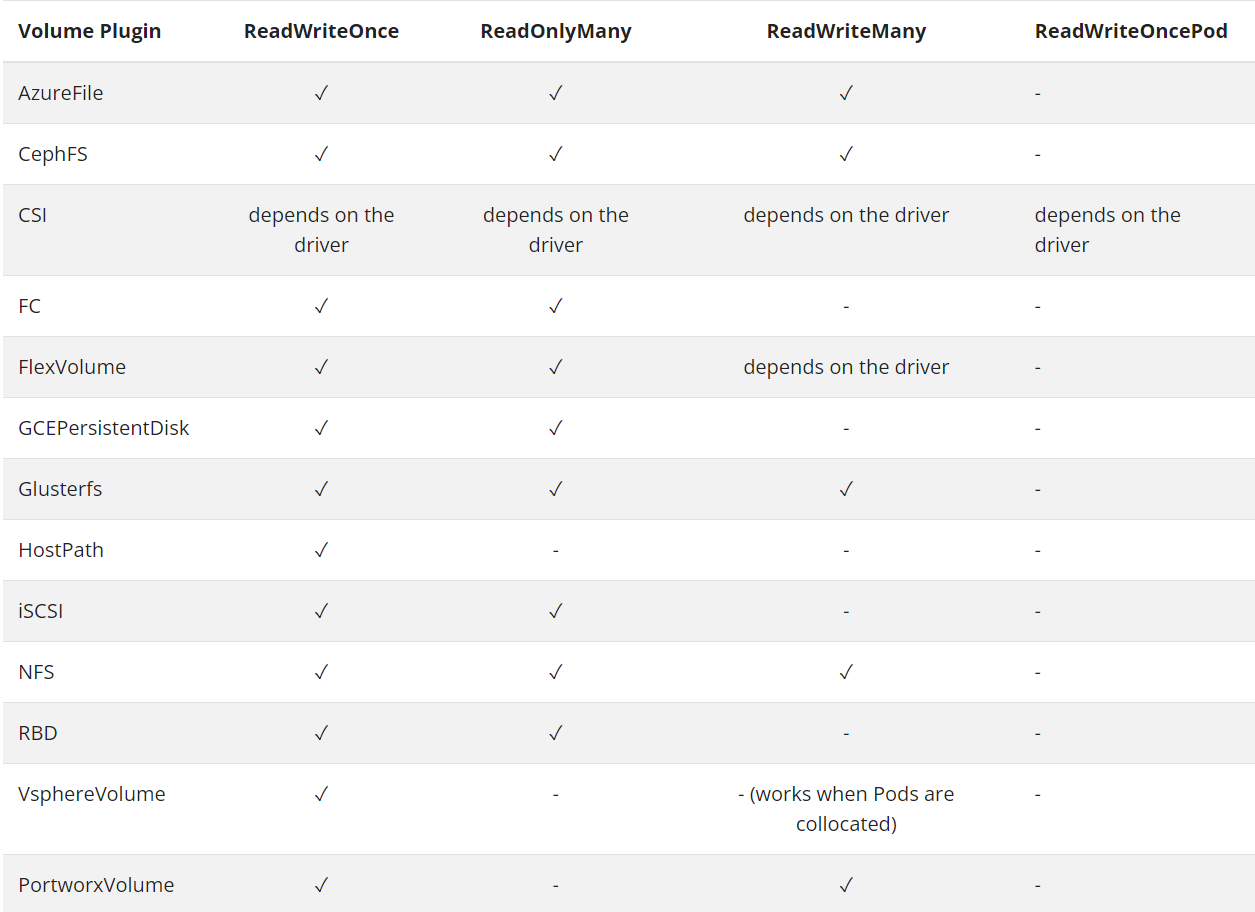 Volume Plugin ReadWriteOnce ReadOnlyMany ReadWriteMany ReadWriteOncePod
AzureFile ✓ ✓ ✓ -
CephFS ✓ ✓ ✓ -
CSI depends on the depends on the depends on the driver depends on the
driver driver driver
FC ✓ ✓ - -
FlexVolume ✓ ✓ depends on the driver -
GCEPersistentDisk ✓ ✓ - -
Glusterfs ✓ ✓ ✓ -
HostPath ✓ - - -
iSCSI ✓ ✓ - -
NFS ✓ ✓ ✓ -
RBD ✓ ✓ - -
VsphereVolume ✓ - - (works when Pods are -
collocated)
PortworxVolume ✓ - ✓ -